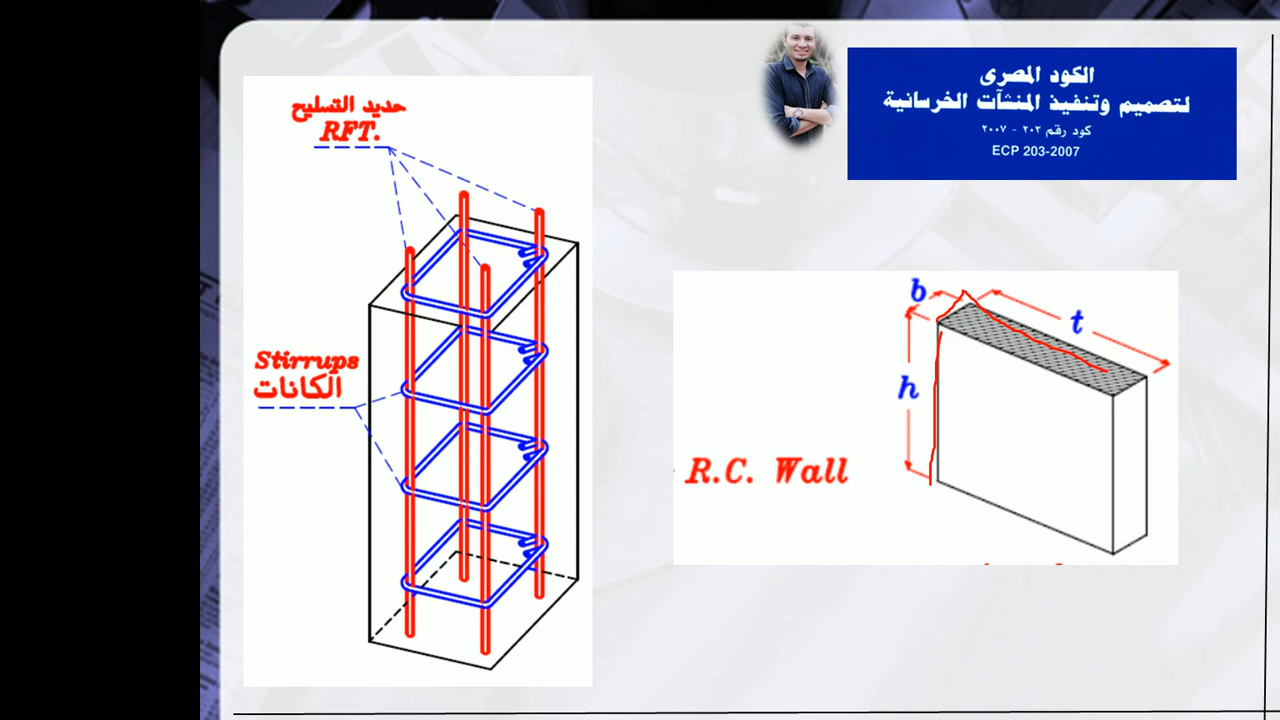 حديد التسليح
RFT.
Stirrups
الكانات
الكود المصرى
لتصميم وتنفيذ المنشآت الخرسانية
كود رقم ٢٠٣ - ٢٠٠٧
ECP 203-2007
b
t
h
R.C. Wall